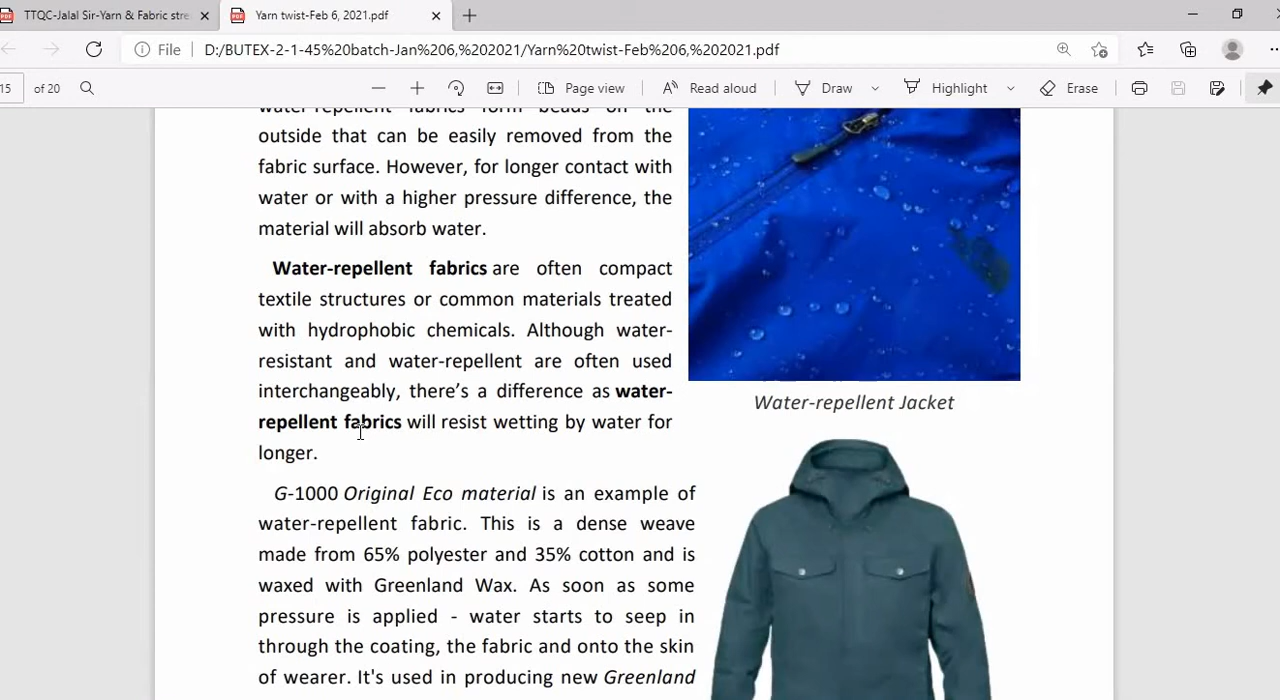 TTQC-Jalal Sir-Yarn & Fabric stre
Yarn twist-Feb 6, 2021.pdf
File
D:/BUTEX-2-1-45%20batch-Jan%206,%202021/Yarn%20twist-Feb%206,%202021.pdf
15 of 20
Page view
Read aloud
Draw
Highlight
Erase
water-repellent fabrics form beads on the
outside that can be easily removed from the
fabric surface. However, for longer contact with
water or with a higher pressure difference, the
material will absorb water.
Water-repellent fabrics are often compact
textile structures or common materials treated
with hydrophobic chemicals. Although water-
resistant and water-repellent are often used
interchangeably, there's a difference as water-
repellent fabrics will resist wetting by water for
longer.
Water-repellent Jacket
G-1000 Original Eco material is an example of
water-repellent fabric. This is a dense weave
made from 65% polyester and 35% cotton and is
waxed with Greenland Wax. As soon as some
pressure is applied - water starts to seep in
through the coating, the fabric and onto the skin
of wearer. It's used in producing new Greenland